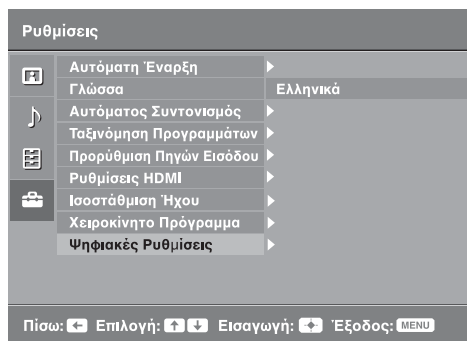 Ρυθμίσεις
Αυτόματη Έναρξη
Γλώσσα Ελληνικά
Αυτόματος Συντονισμός
Ταξινόμηση Προγραμμάτων
Προρύθμιση Πηγών Εισόδου
Ρυθμίσεις HDMI
Ισοστάθμιση Ήχου
Χειροκίνητο Πρόγραμμα
Ψηφιακές Ρυθμίσεις
Πίσω: Επιλογή: Εισαγωγή: Έξοδος: MENU